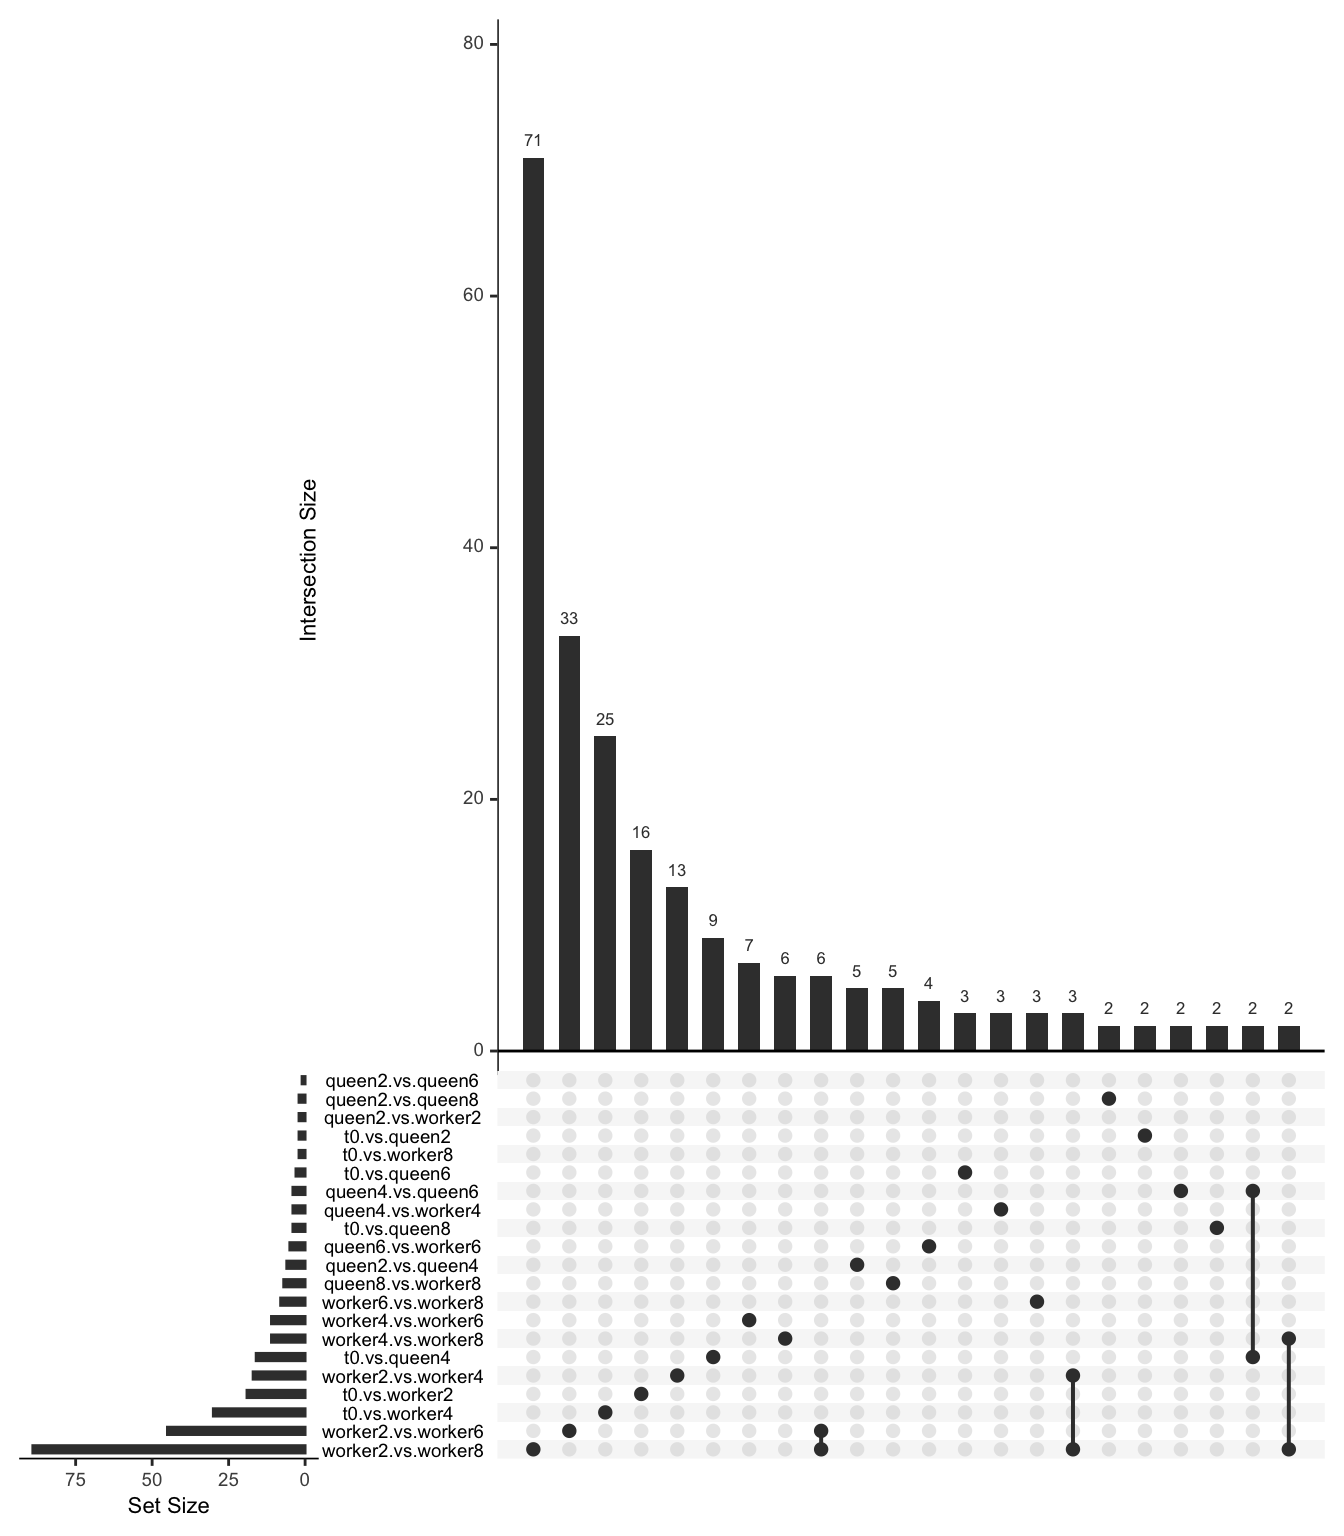 80
71
60
Intersection Size
40
33
25
20
16
13
9
7
6
6
5
5
4
3
3
3
3
2
2
2
2
2
2
0
queen2.vs.queen6
queen2.vs.queen8
queen2.vs.worker2
t0.vs.queen2
t0.vs.worker8
t0.vs.queen6
queen4.vs.queen6
queen4.vs.worker4
t0.vs.queen8
queen6.vs.worker6
queen2.vs.queen4
queen8.vs.worker8
worker6.vs.worker8
worker4.vs.worker6
worker4.vs.worker8
t0.vs.queen4
worker2.vs.worker4
t0.vs.worker2
t0.vs.worker4
worker2.vs.worker6
worker2.vs.worker8
75 50 25 0
Set Size